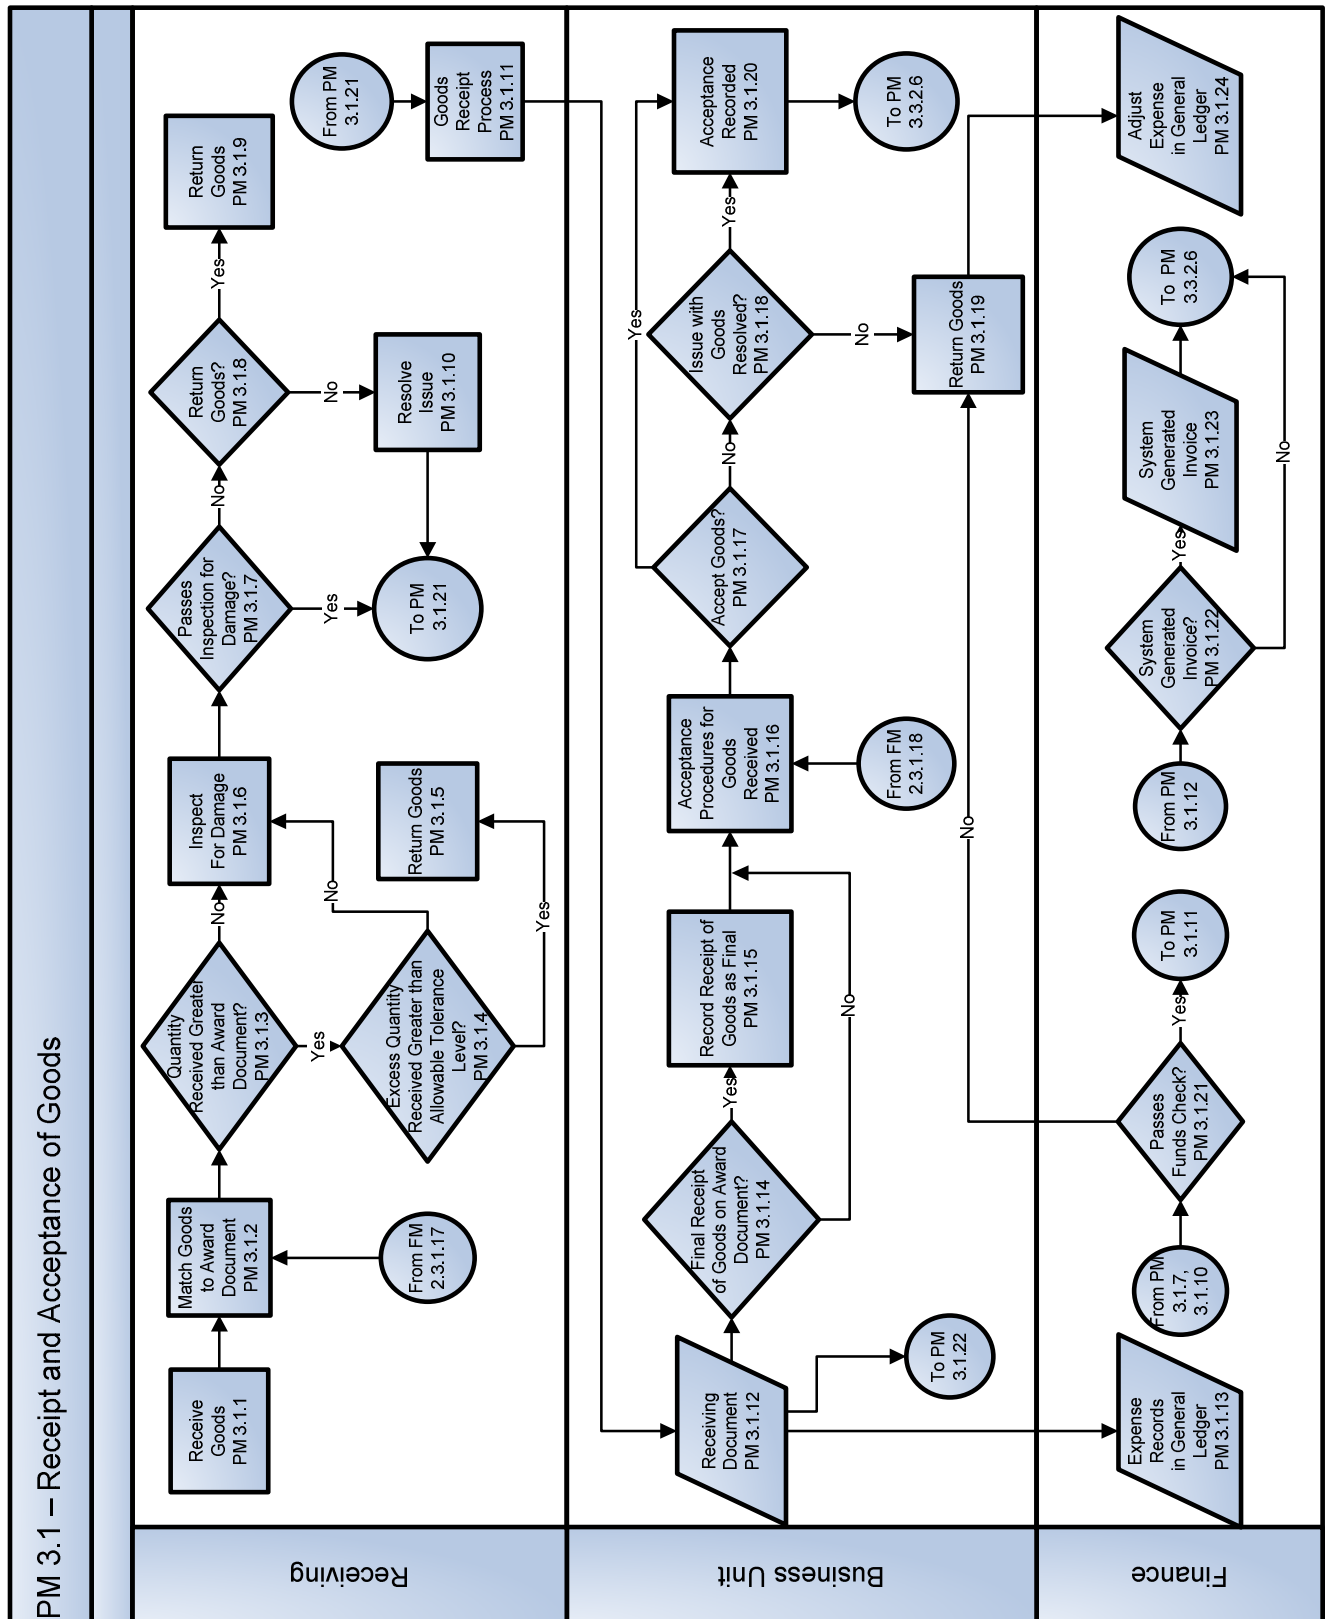 PM 3.1 – Receipt and Acceptance of Goods
Receiving
Receive
Goods
PM 3.1.1
Match Goods
to Award
Document
PM 3.1.2
From FM
2.3.1.17
Quantity
Received Greater
than Award
Document?
PM 3.1.3
No
Yes
Excess Quantity
Received Greater than
Allowable Tolerance
Level?
PM 3.1.4
No
Yes
Inspect
For Damage
PM 3.1.6
Return Goods
PM 3.1.5
Passes
Inspection for
Damage?
PM 3.1.7
No
Yes
To PM
3.1.21
Return
Goods?
PM 3.1.8
Yes
No
Resolve
Issue
PM 3.1.10
Return
Goods
PM 3.1.9
From PM
3.1.21
Goods
Receipt
Process
PM 3.1.11
Business Unit
Receiving
Document
PM 3.1.12
To PM
3.1.22
Final Receipt
of Goods on Award
Document?
PM 3.1.14
Yes
No
Record Receipt of
Goods as Final
PM 3.1.15
Acceptance
Procedures for
Goods
Received
PM 3.1.16
From FM
2.3.1.18
Accept Goods?
PM 3.1.17
No
Yes
Issue with
Goods
Resolved?
PM 3.1.18
Yes
No
Acceptance
Recorded
PM 3.1.20
To PM
3.3.2.6
Return Goods
PM 3.1.19
No
Finance
Expense
Records
in General
Ledger
PM 3.1.13
From PM
3.1.7,
3.1.10
Passes
Funds Check?
PM 3.1.21
Yes
To PM
3.1.11
From PM
3.1.12
System
Generated
Invoice?
PM 3.1.22
Yes
No
System
Generated
Invoice
PM 3.1.23
To PM
3.3.2.6
Adjust
Expense
in General
Ledger
PM 3.1.24